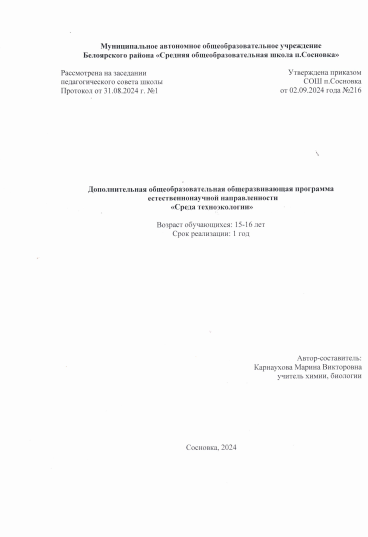 Муниципальное автономное общеобразовательное учреждение
Белоярского района «Средняя общеобразовательная школа п.Сосновка»
Рассмотрена на заседании
педагогического совета школы
Протокол от 31.08.2024 г. №1
Утверждена приказом
СОШ п.Сосновка
от 02.09.2024 года №216
Дополнительная общеобразовательная общеразвивающая программа
естественнонаучной направленности
«Среда техноэкологии»
Возраст обучающихся: 15-16 лет
Срок реализации: 1 год
Автор-составитель:
Карнаухова Марина Викторовна
учитель химии, биологии
Сосновка, 2024